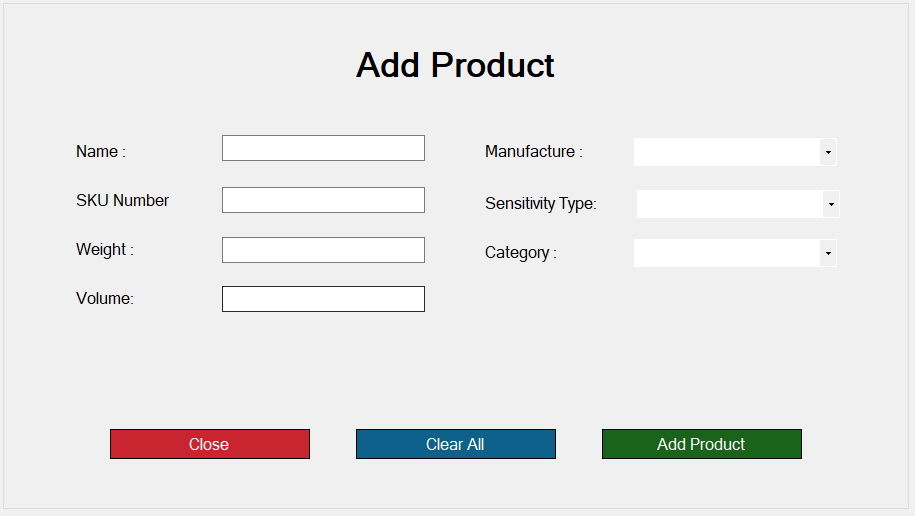 Add Product
Name :
Manufacture :
SKU Number
Sensitivity Type:
Weight :
Category :
Volume:
Close
Clear All
Add Product